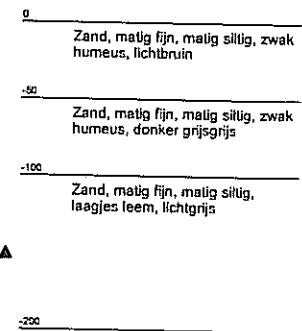 0
Zand, matig fijn, matig siltig, zwak
humeus, lichtbruin
-50
Zand, matig fijn, matig siltig, zwak
humeus, donker grijsgrijs
-100
Zand, matig fijn, matig siltig,
laagjes leem, lichtgrijs
-200